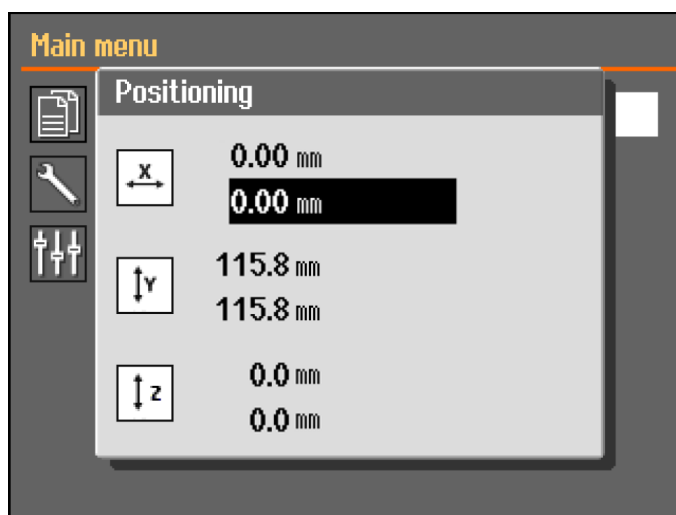 Main menu
Positioning
X
0.00 mm
0.00 mm
Y
115.8 mm
115.8 mm
Z
0.0 mm
0.0 mm